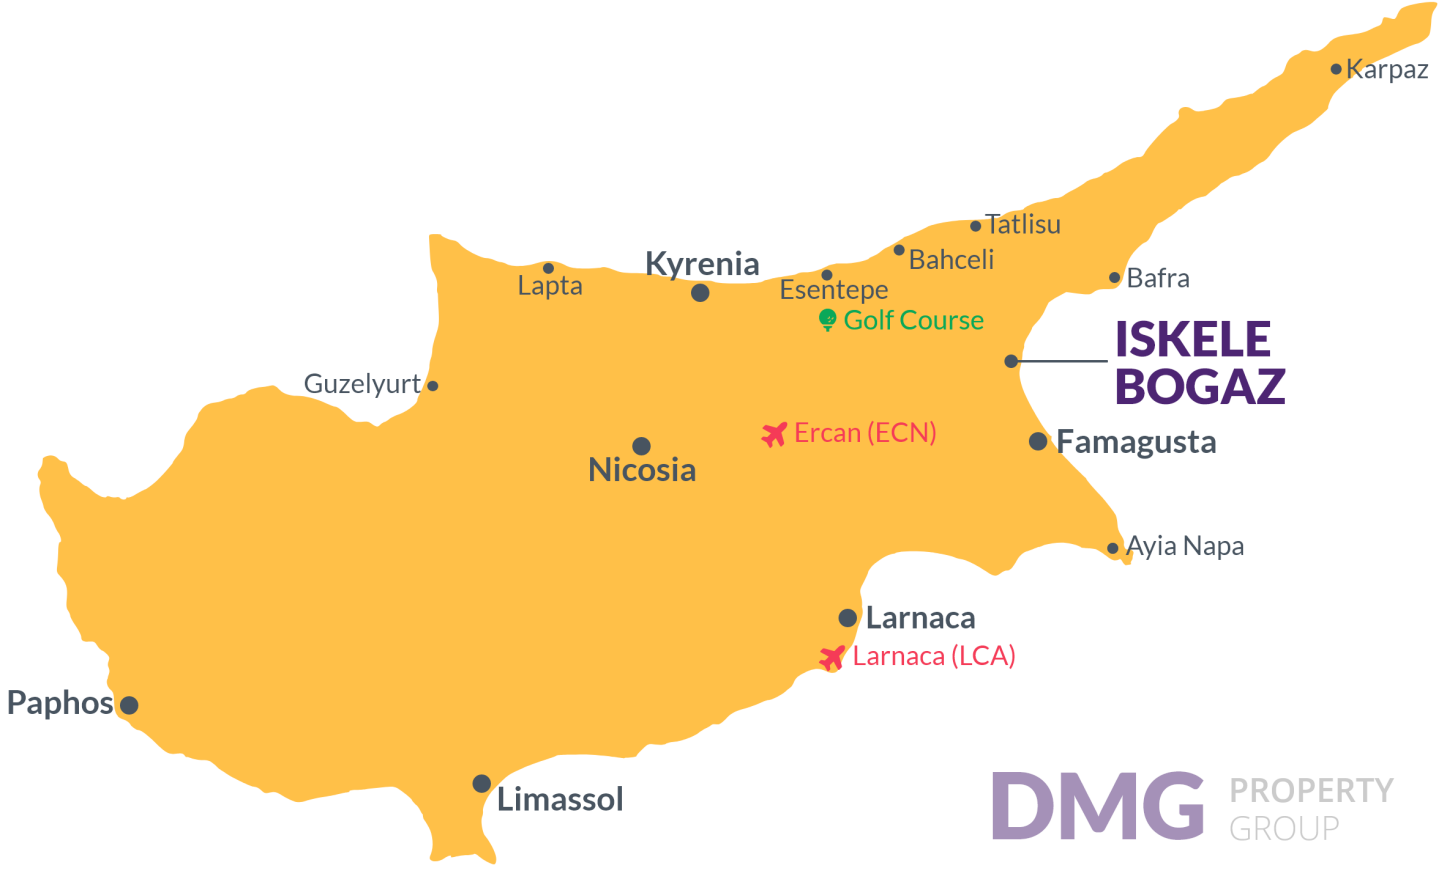 Karpaz
Tatlisu
Bahceli
Kyrenia
Lapta
Esentepe
Bafra
Golf Course
ISKELE
BOGAZ
Guzelyurt
Ercan (ECN)
Famagusta
Nicosia
Ayia Napa
Larnaca
Larnaca (LCA)
Paphos
Limassol
DMG PROPERTY
GROUP